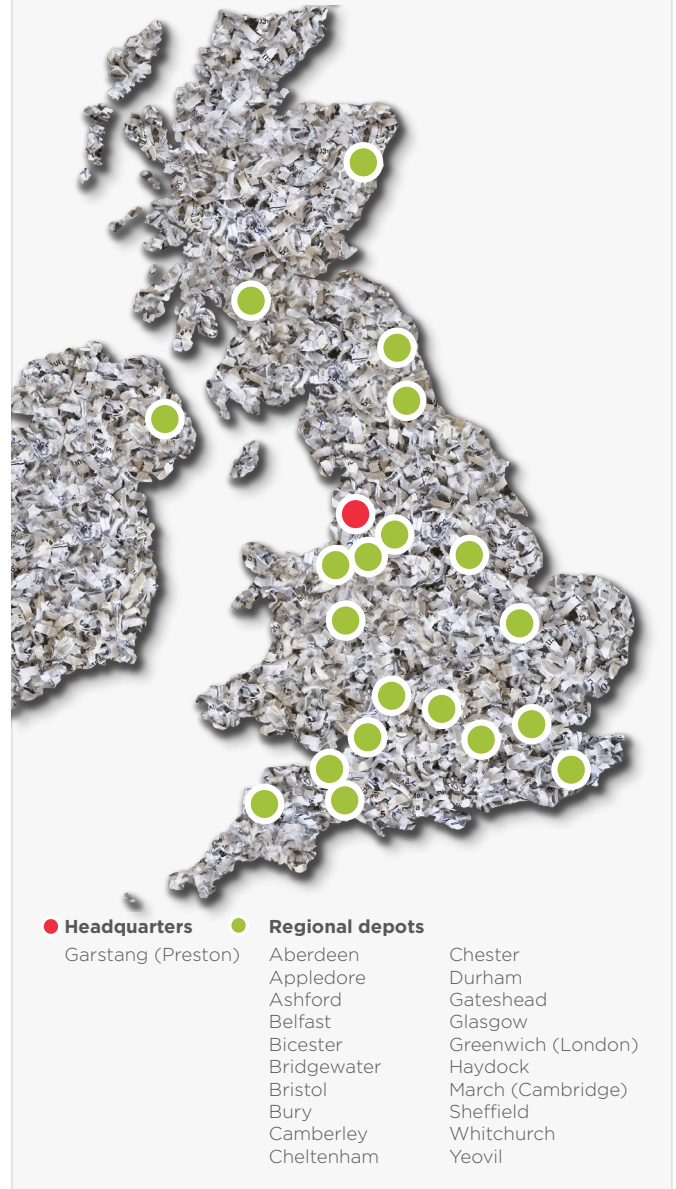 Headquarters
Garstang (Preston)
Regional depots
Aberdeen
Appledore
Ashford
Belfast
Bicester
Bridgewater
Bristol
Bury
Camberley
Cheltenham
Chester
Durham
Gateshead
Glasgow
Greenwich (London)
Haydock
March (Cambridge)
Sheffield
Whitchurch
Yeovil